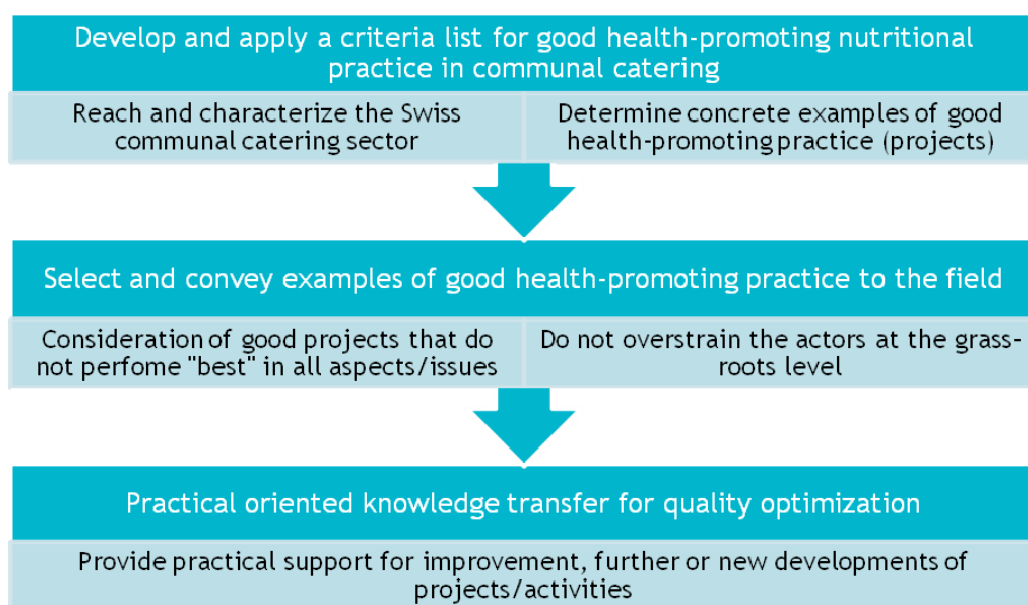 Develop and apply a criteria list for good health-promoting nutritional
practice in communal catering
Reach and characterize the Swiss
communal catering sector
Determine concrete examples of good
health-promoting practice (projects)
Select and convey examples of good health-promoting practice to the field
Consideration of good projects that do
not perfome "best" in all aspects/issues
Do not overstrain the actors at the grass-
roots level
Practical oriented knowledge transfer for quality optimization
Provide practical support for improvement, further or new developments of
projects/activities